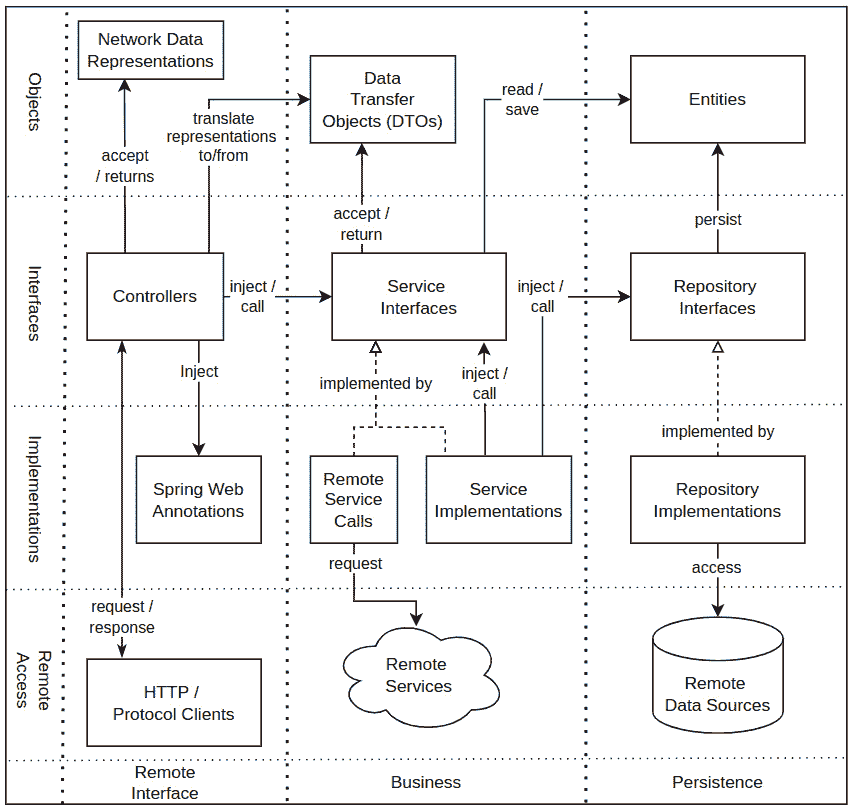 Objects
Network Data
Representations
Data
Transfer
Objects (DTOs)
Entities
read /
save
translate
representations
to/from
accept
/ returns
accept /
return
persist
Interfaces
Controllers
inject /
call
Service
Interfaces
inject /
call
Repository
Interfaces
Inject
implemented by
inject /
call
implemented by
Implementations
Spring Web
Annotations
Remote
Service
Calls
Service
Implementations
Repository
Implementations
request
access
Remote
Access
request /
response
HTTP /
Protocol Clients
Remote
Services
Remote
Data Sources
Remote
Interface
Business
Persistence